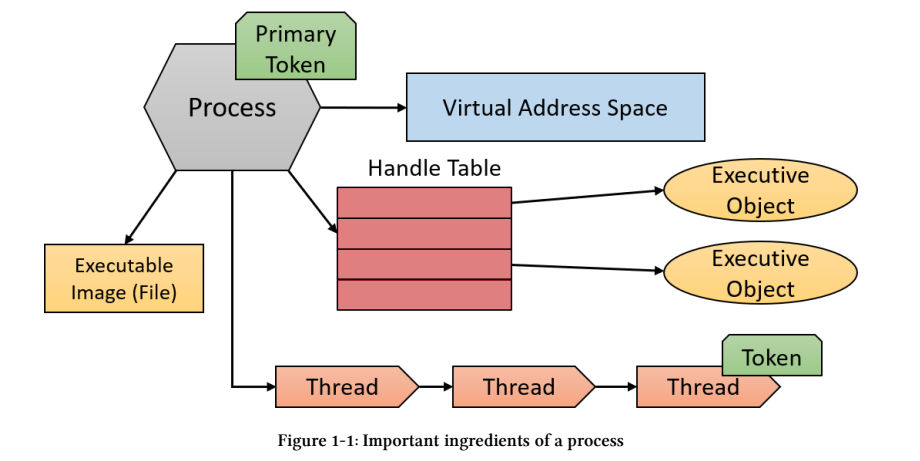 Primary
Token
Process
Virtual Address Space
Handle Table
Executive
Object
Executive
Object
Executable
Image (File)
Token
Thread
Thread
Thread
Figure 1-1: Important ingredients of a process